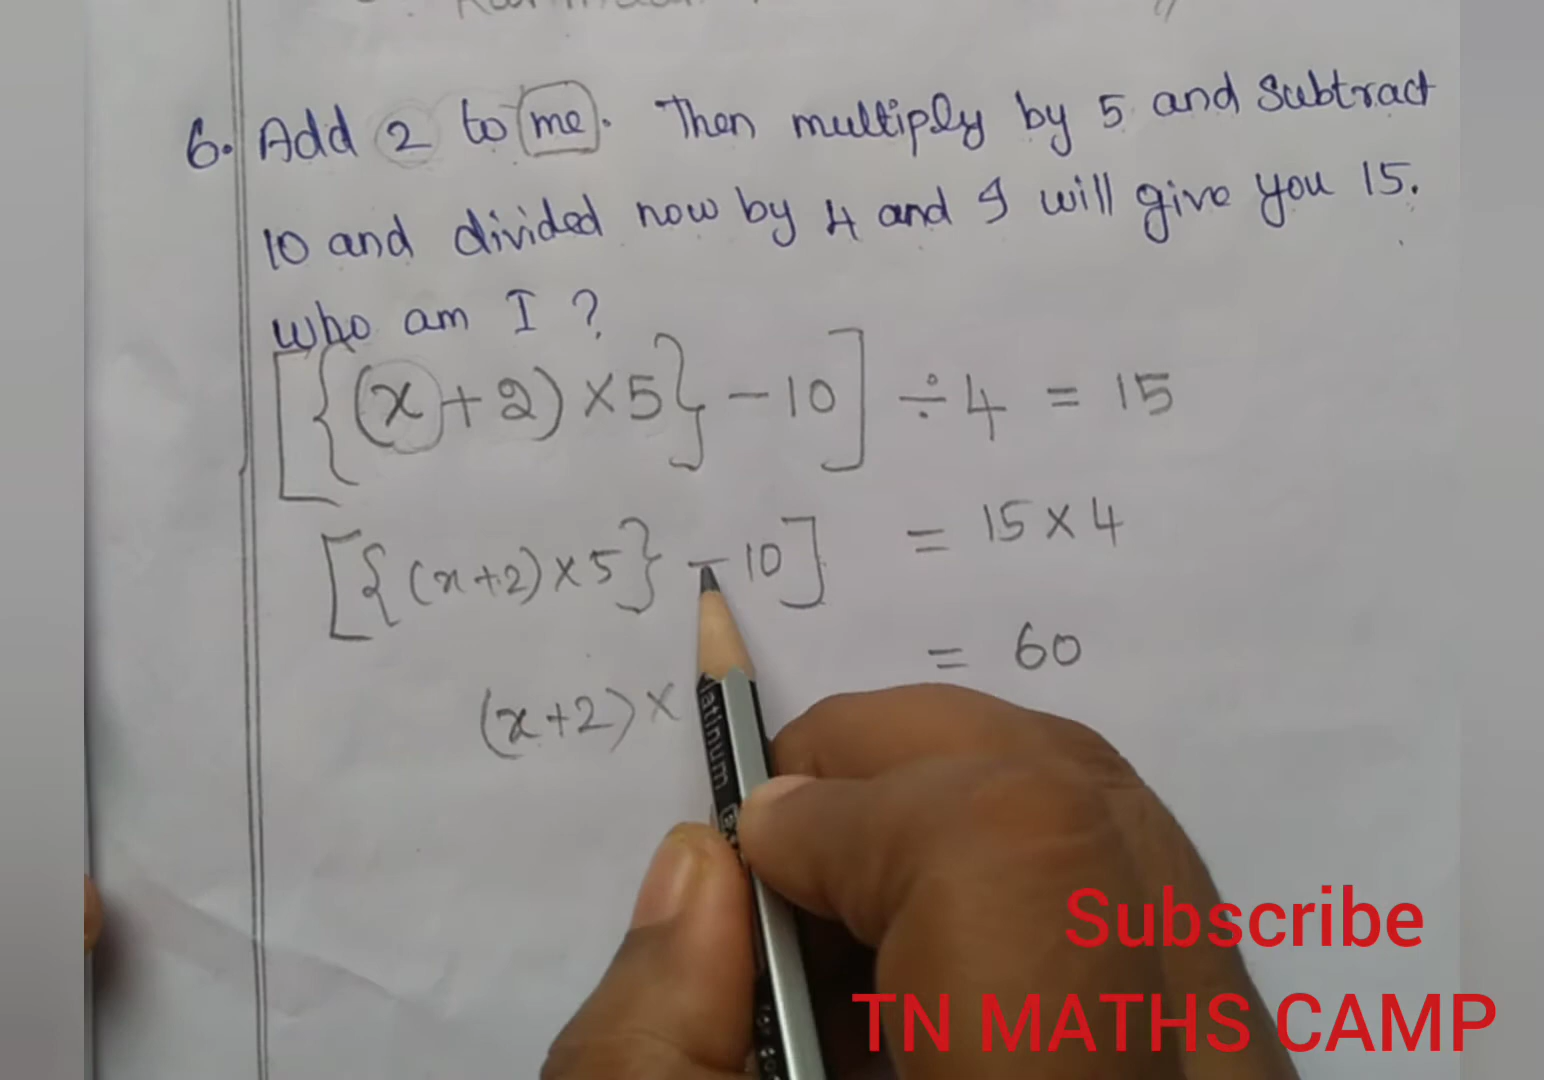 6. Add 2 to me. Then multiply by 5 and subtract
10 and divided now by 4 and I will give you 15.
who am I ?
[{(x+2)×5}-10]÷4 = 15
[{(x+2)×5}-10] = 15×4
= 60
(x+2)×
latinum
Subscribe
TN MATHS CAMP